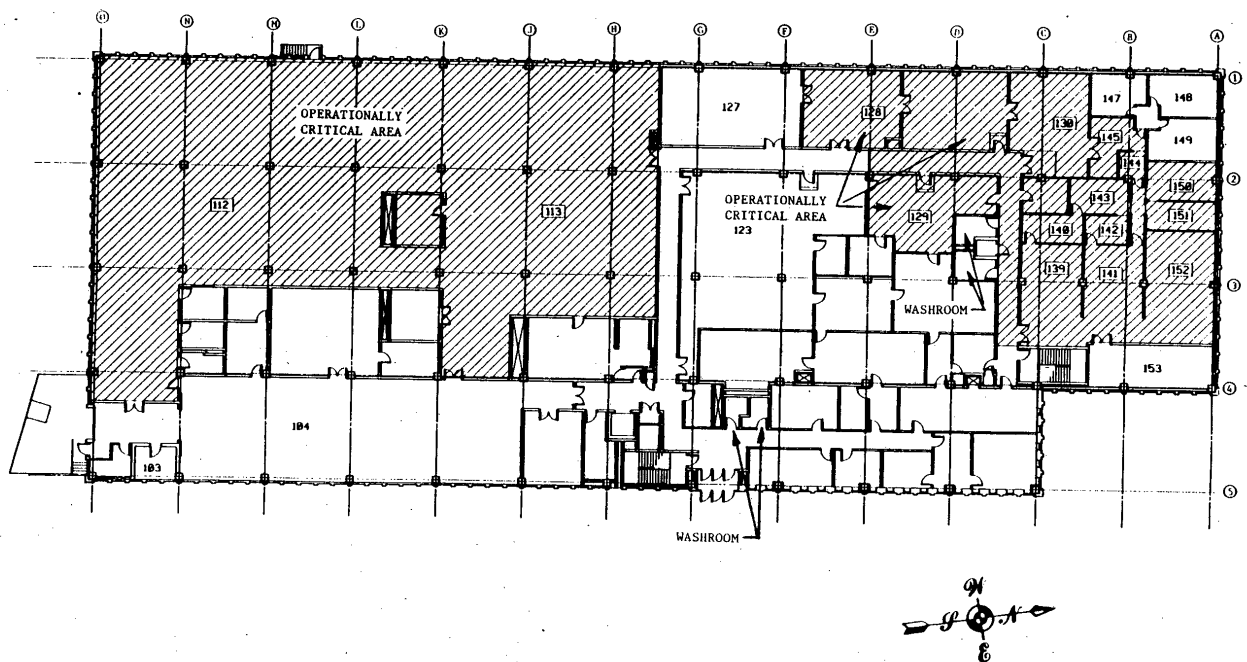 O N M L K J H G F E D C B A
1
OPERATIONALLY
CRITICAL AREA
127
128
130
147
148
145
149
144
2
112
113
OPERATIONALLY
CRITICAL AREA
123
129
143
150
151
140
142
139
141
152
3
WASHROOM
153
4
104
103
5
WASHROOM
W
S N
E